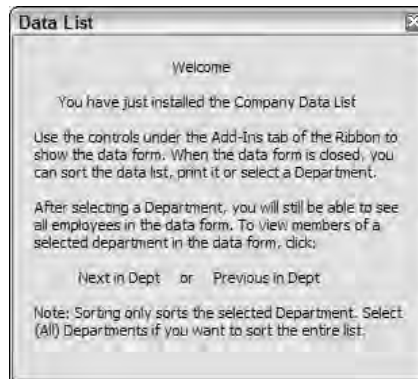 Data List
Welcome
You have just installed the Company Data List
Use the controls under the Add-Ins tab of the Ribbon to
show the data form. When the data form is closed, you
can sort the data list, print it or select a Department.
After selecting a Department, you will still be able to see
all employees in the data form. To view members of a
selected department in the data form, click:
Next in Dept or Previous in Dept
Note: Sorting only sorts the selected Department. Select
(All) Departments if you want to sort the entire list.